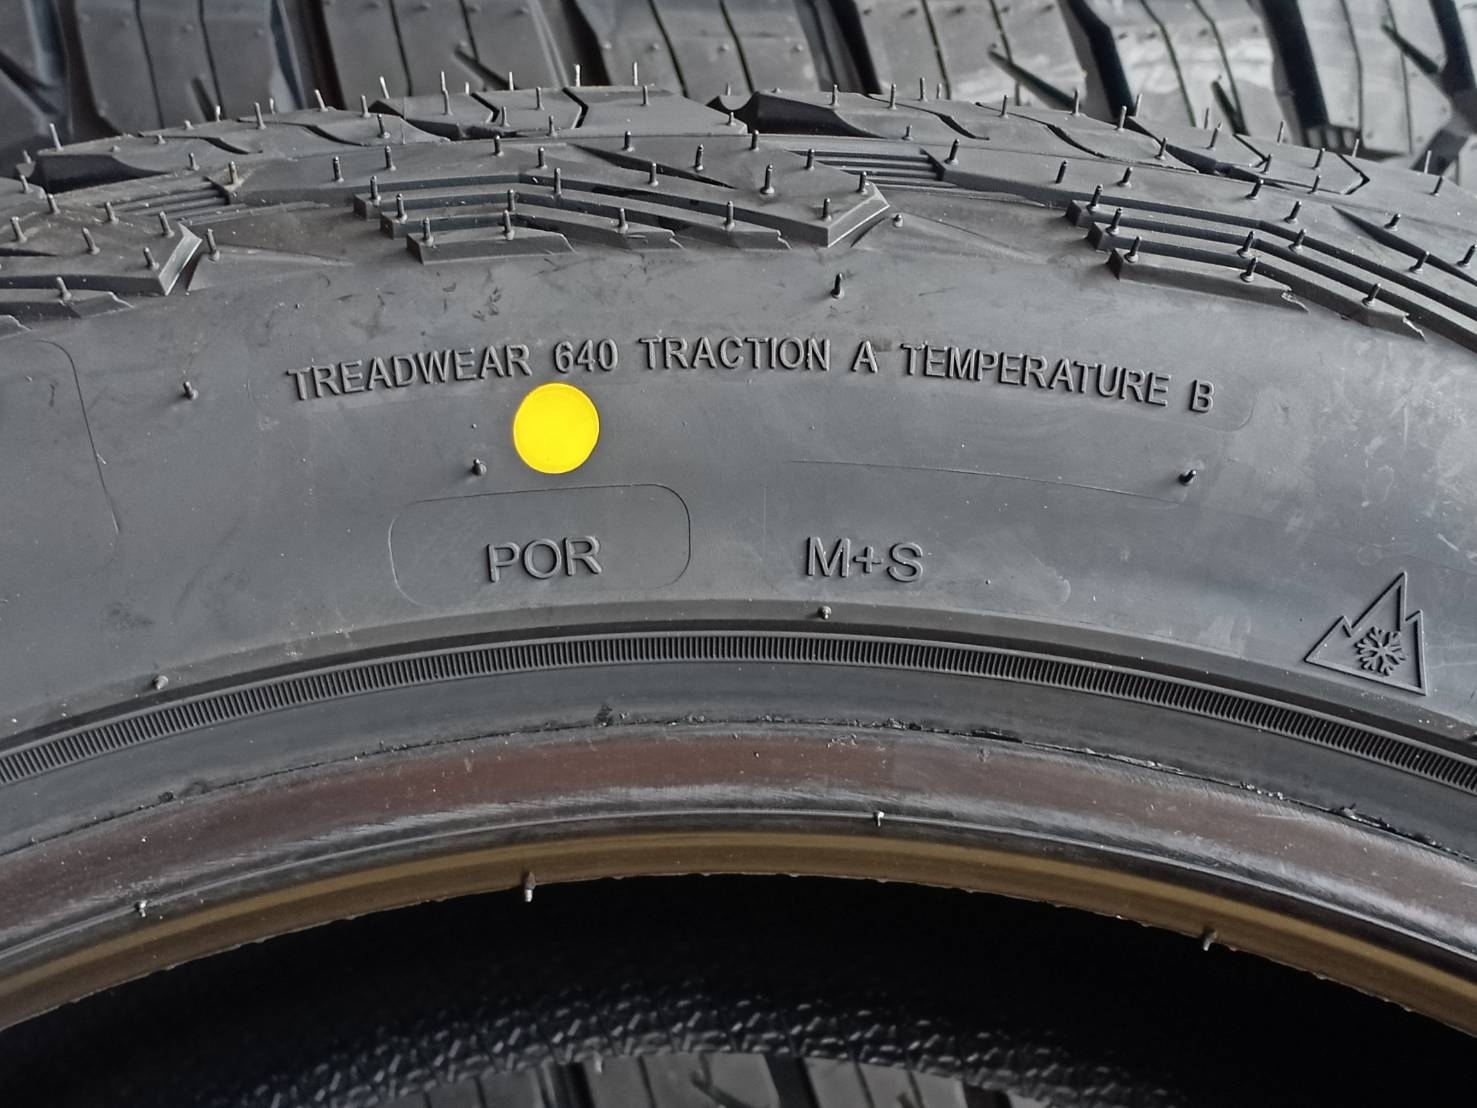 TREADWEAR 640 TRACTION A TEMPERATURE B
POR M+S